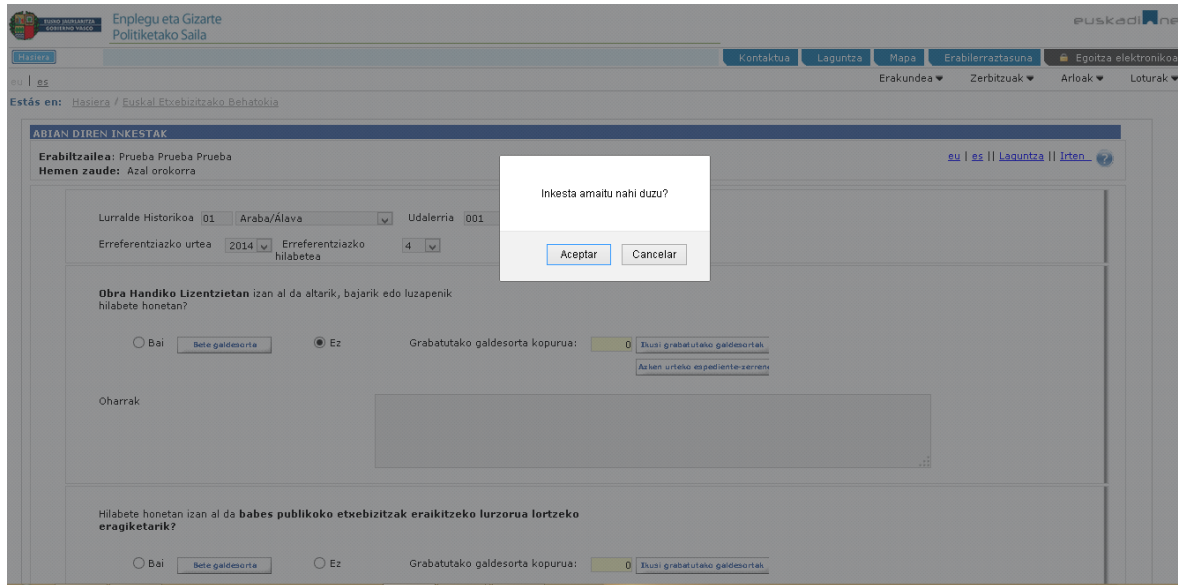 EUSKO JAURLARITZA
GOBIERNO VASCO
Enplegu eta Gizarte
Politiketako Saila
euskadi.ne
Hasiera
Kontaktua Laguntza Mapa Erabilerraztasuna Egoitza elektronikoa
eu | es
Erakundea Zerbitzuak Arloak Loturak
Estás en: Hasiera / Euskal Etxebizitzako Behatokia
ABIAN DIREN INKESTAK
Erabiltzailea: Prueba Prueba Prueba
eu | es || Laguntza || Irten ?
Hemen zaude: Azal orokorra
Inkesta amaitu nahi duzu?
Aceptar Cancelar
Lurralde Historikoa 01 Araba/Álava Udalerria 001
Erreferentziazko urtea 2014 Erreferentziazko hilabetea 4
Obra Handiko Lizentzietan izan al da altarik, bajarik edo luzapenik
hilabete honetan?
Bai Bete galdesorta Ez Grabatutako galdesorta kopurua: 0 Ikusi grabatutako galdesortak
Azken urteko expediente-zerren
Oharrak
Hilabete honetan izan al da babes publikoko etxebizitzak eraikitzeko lurzorua lortzeko
eragiketarik?
Bai Bete galdesorta Ez Grabatutako galdesorta kopurua: 0 Ikusi grabatutako galdesortak